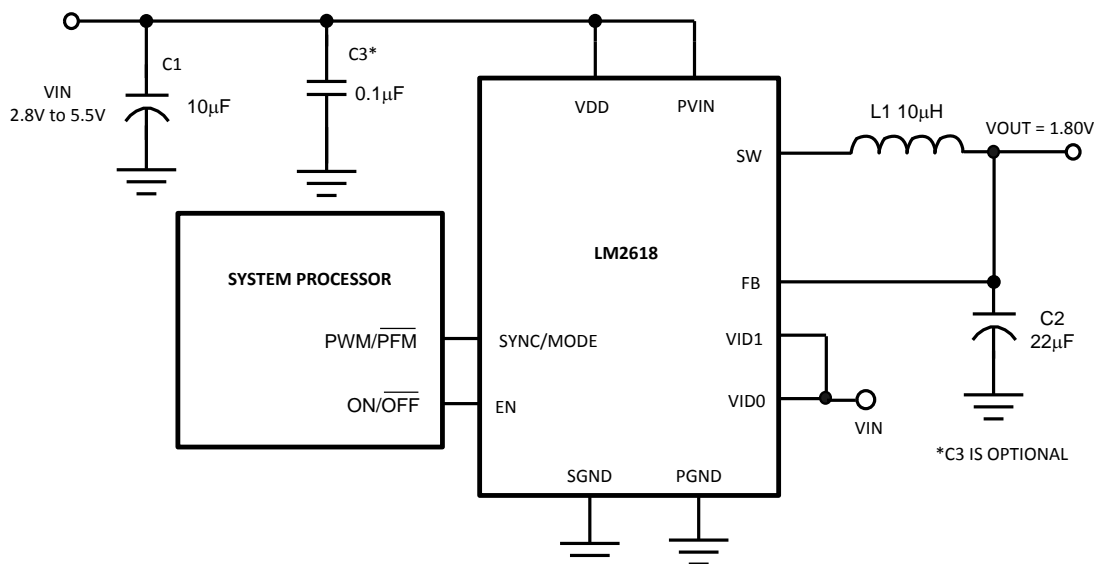 C1
C3*
VIN
2.8V to 5.5V
10µF
0.1µF
VDD
PVIN
L1 10µH
VOUT = 1.80V
SW
LM2618
SYSTEM PROCESSOR
FB
PWM/PFM
SYNC/MODE
VID1
C2
22µF
ON/OFF
EN
VID0
VIN
*C3 IS OPTIONAL
SGND
PGND